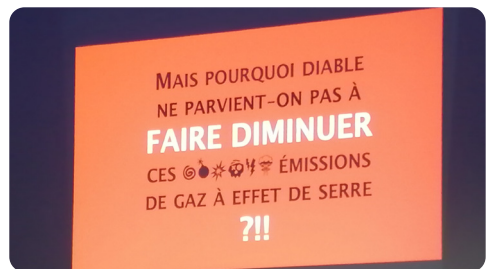 MAIS POURQUOI DIABLE
NE PARVIENT-ON PAS À
FAIRE DIMINUER
CES 🌀💣💥💀↯☠ ÉMISSIONS
DE GAZ À EFFET DE SERRE
?!!